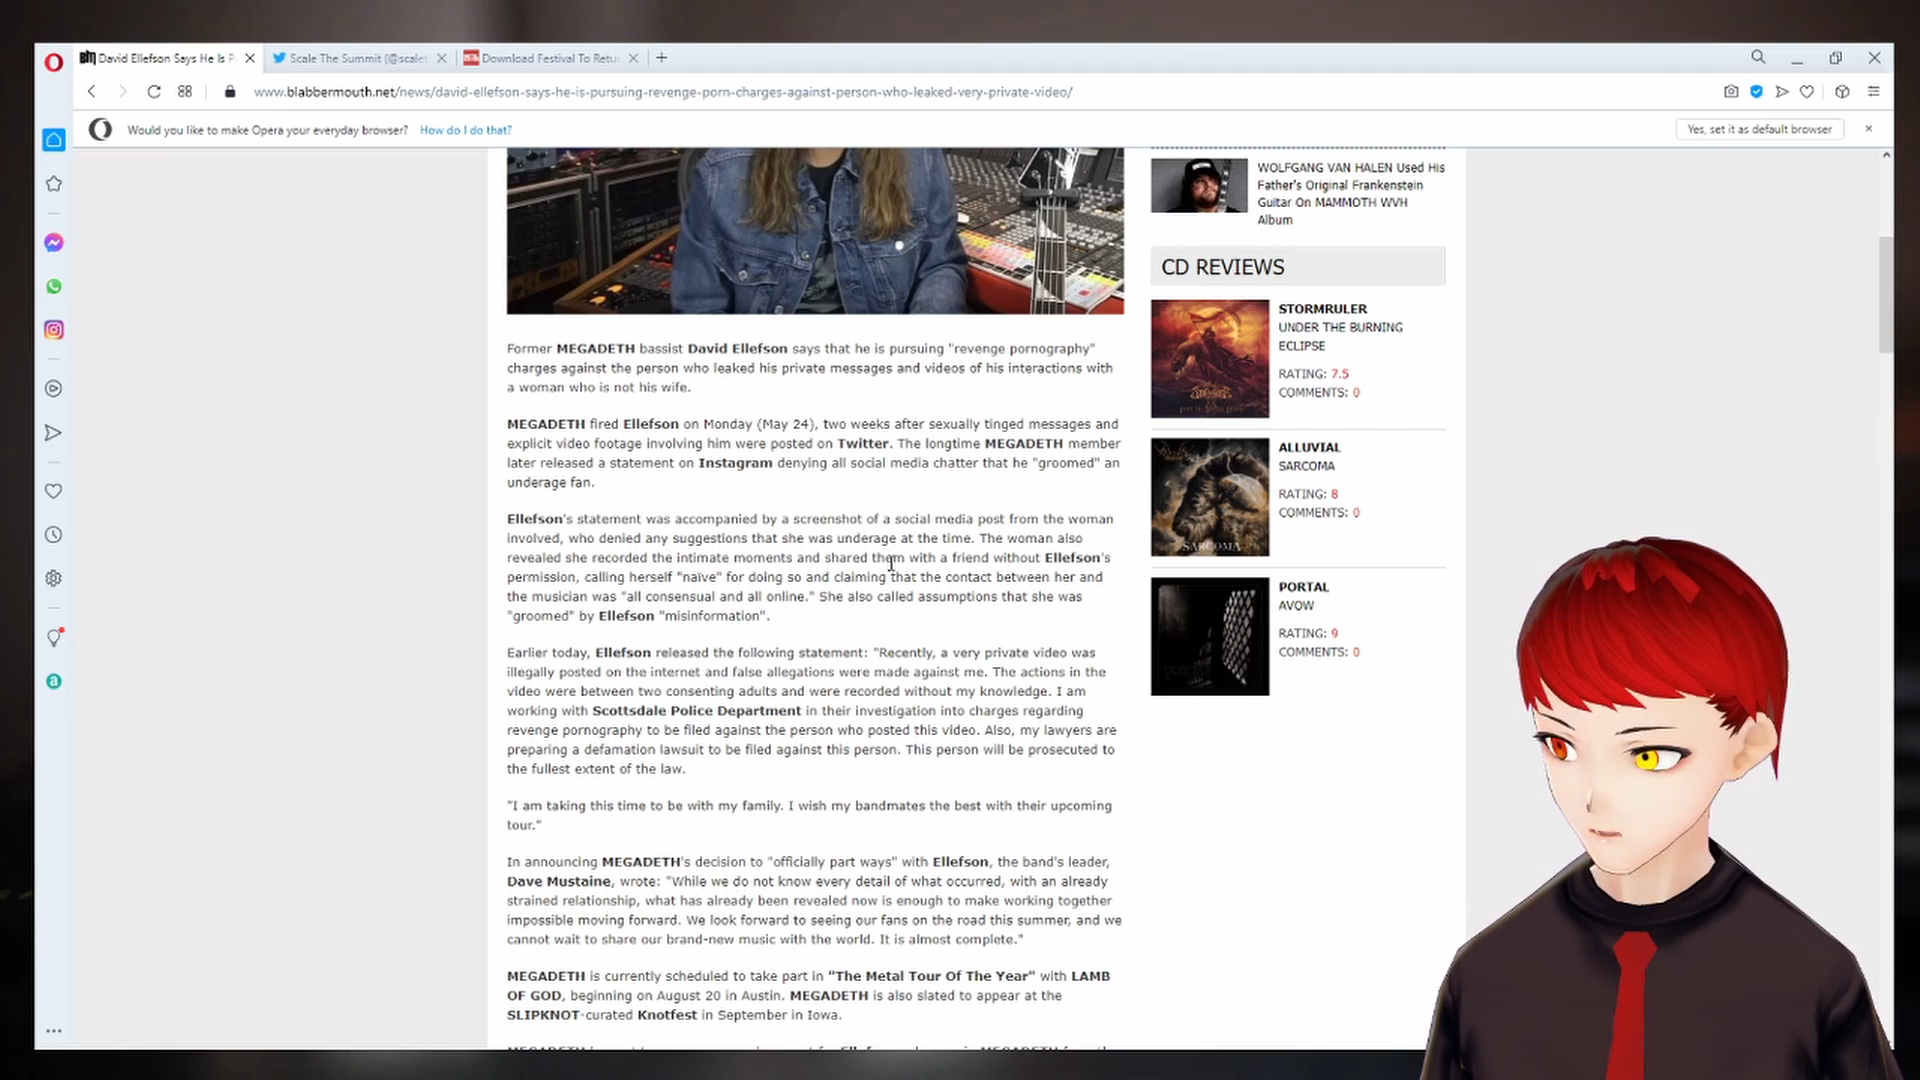 David Ellefson Says He Is P
Scale The Summit (@scale
Download Festival To Retu
www.blabbermouth.net/news/david-ellefson-says-he-is-pursuing-revenge-porn-charges-against-person-who-leaked-very-private-video/
Would you like to make Opera your everyday browser? How do I do that?
Yes, set it as default browser
Former MEGADETH bassist David Ellefson says that he is pursuing "revenge pornography"
charges against the person who leaked his private messages and videos of his interactions with
a woman who is not his wife.
MEGADETH fired Ellefson on Monday (May 24), two weeks after sexually tinged messages and
explicit video footage involving him were posted on Twitter. The longtime MEGADETH member
later released a statement on Instagram denying all social media chatter that he "groomed" an
underage fan.
Ellefson's statement was accompanied by a screenshot of a social media post from the woman
involved, who denied any suggestions that she was underage at the time. The woman also
revealed she recorded the intimate moments and shared them with a friend without Ellefson's
permission, calling herself "naïve" for doing so and claiming that the contact between her and
the musician was "all consensual and all online." She also called assumptions that she was
"groomed" by Ellefson "misinformation".
Earlier today, Ellefson released the following statement: "Recently, a very private video was
illegally posted on the internet and false allegations were made against me. The actions in the
video were between two consenting adults and were recorded without my knowledge. I am
working with Scottsdale Police Department in their investigation into charges regarding
revenge pornography to be filed against the person who posted this video. Also, my lawyers are
preparing a defamation lawsuit to be filed against this person. This person will be prosecuted to
the fullest extent of the law.
"I am taking this time to be with my family. I wish my bandmates the best with their upcoming
tour."
In announcing MEGADETH's decision to "officially part ways" with Ellefson, the band's leader,
Dave Mustaine, wrote: "While we do not know every detail of what occurred, with an already
strained relationship, what has already been revealed now is enough to make working together
impossible moving forward. We look forward to seeing our fans on the road this summer, and we
cannot wait to share our brand-new music with the world. It is almost complete."
MEGADETH is currently scheduled to take part in "The Metal Tour Of The Year" with LAMB
OF GOD, beginning on August 20 in Austin. MEGADETH is also slated to appear at the
SLIPKNOT-curated Knotfest in September in Iowa.
WOLFGANG VAN HALEN Used His
Father's Original Frankenstein
Guitar On MAMMOTH WVH
Album
CD REVIEWS
STORMRULER
UNDER THE BURNING
ECLIPSE
RATING: 7.5
COMMENTS: 0
ALLUVIAL
SARCOMA
RATING: 8
COMMENTS: 0
SARCOMA
PORTAL
AVOW
RATING: 9
COMMENTS: 0